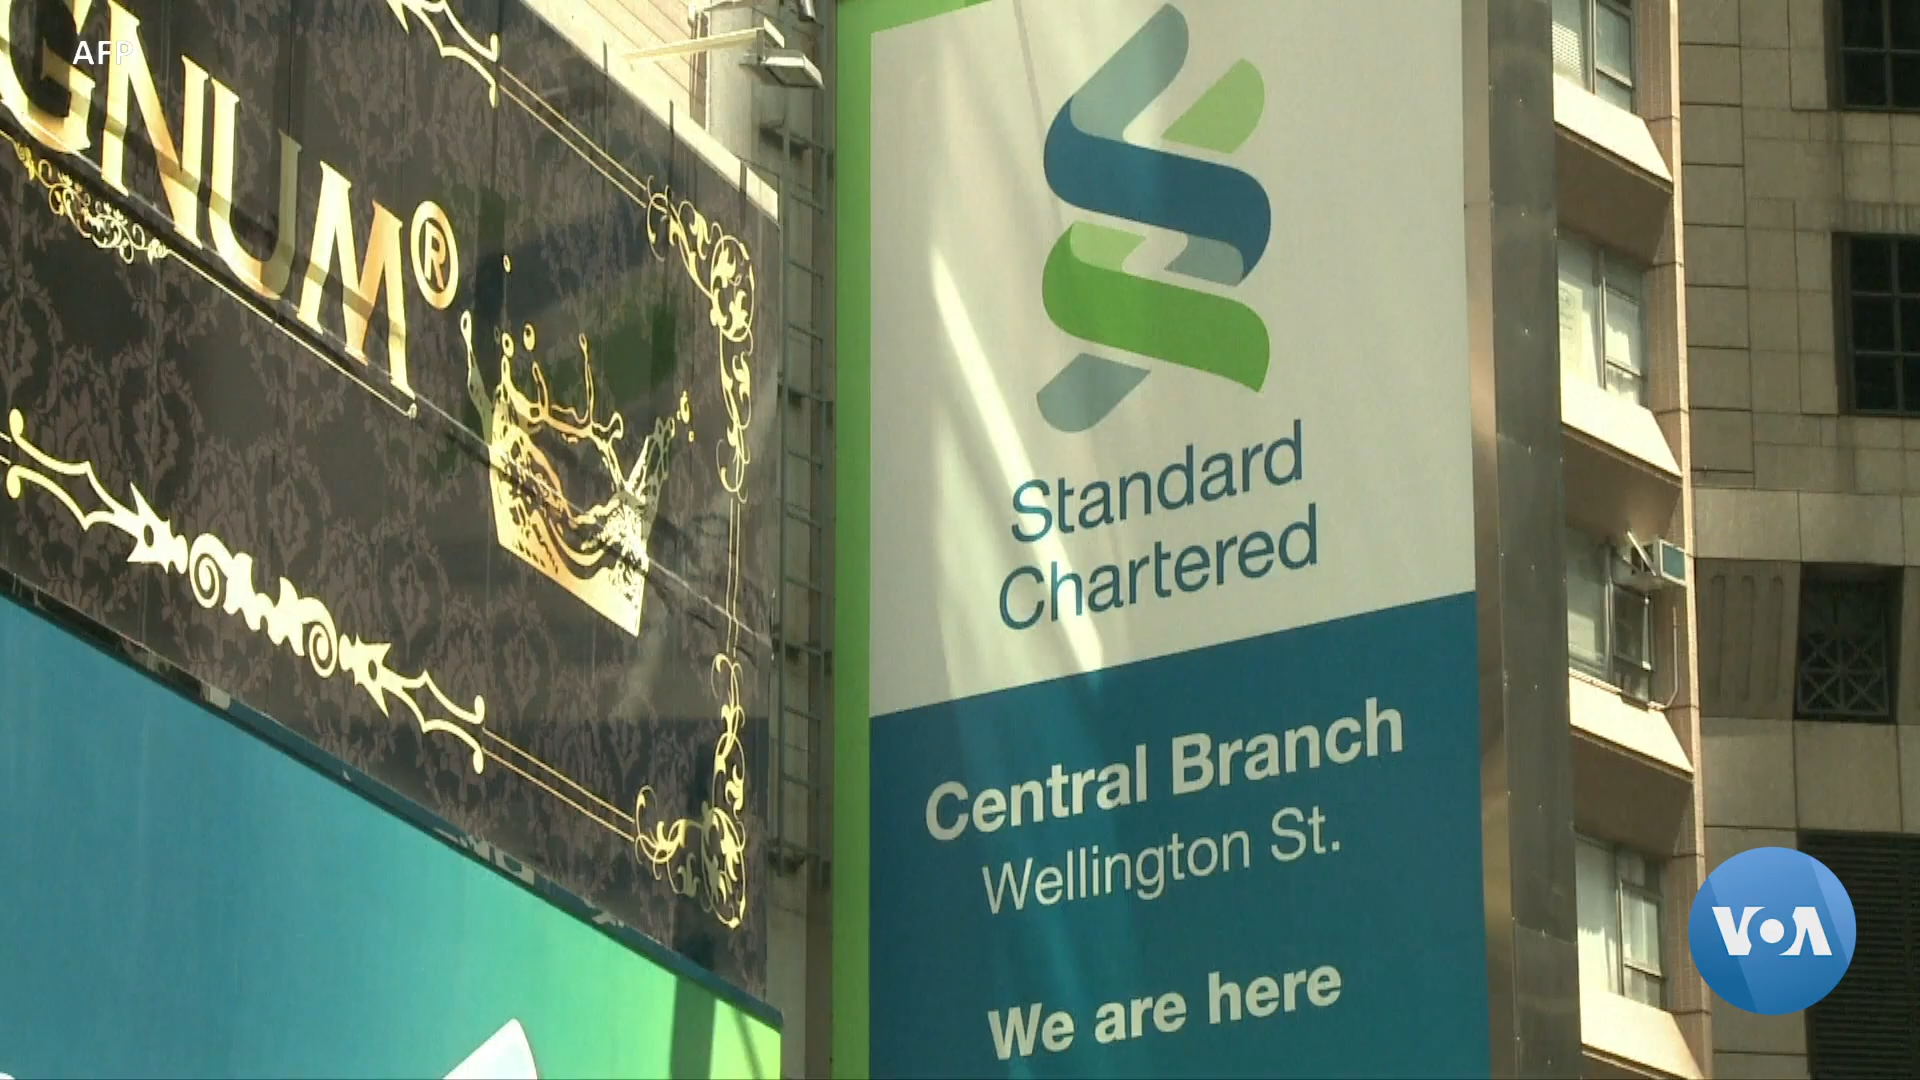 AFP
GNUM®
Standard
Chartered
Central Branch
Wellington St.
We are here
VOA